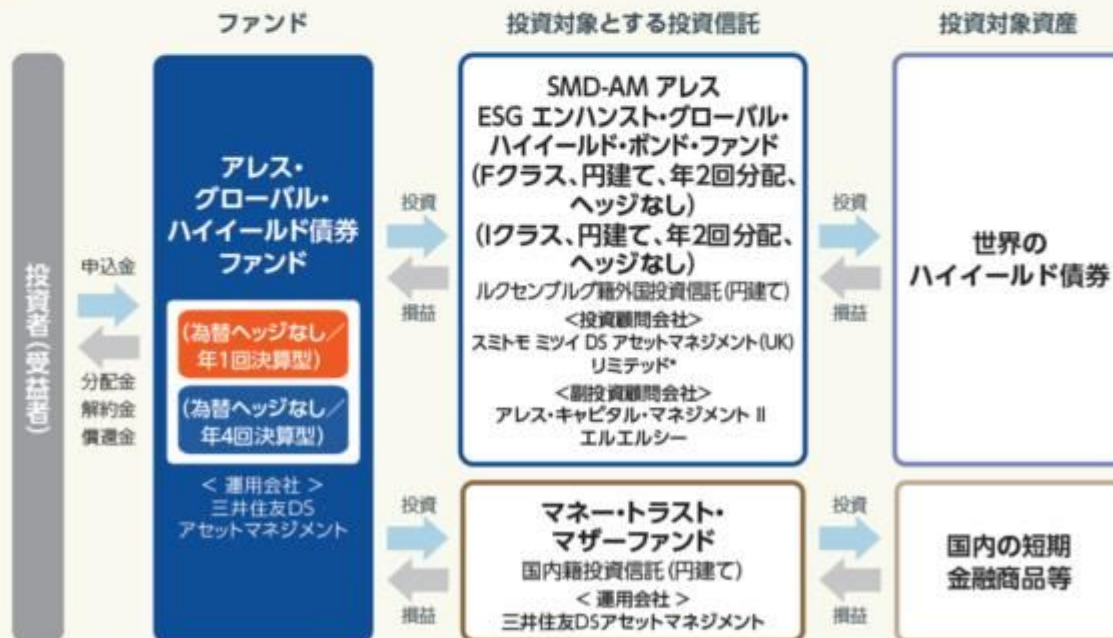 ファンド
投資対象とする投資信託
投資対象資産
投資者(受益者)
申込金
分配金
解約金
償還金
アレス・
グローバル・
ハイイールド債券
ファンド
(為替ヘッジなし/
年1回決算型)
(為替ヘッジなし/
年4回決算型)
< 運用会社 >
三井住友DS
アセットマネジメント
投資
損益
SMD-AM アレス
ESG エンハンスト・グローバル・
ハイイールド・ボンド・ファンド
(Fクラス、円建て、年2回分配、
ヘッジなし)
(Iクラス、円建て、年2回分配、
ヘッジなし)
ルクセンブルグ籍外国投資信託(円建て)
<投資顧問会社>
スミトモ ミツイ DS アセットマネジメント(UK)
リミテッド*
<副投資顧問会社>
アレス・キャピタル・マネジメント II
エルエルシー
投資
損益
世界の
ハイイールド債券
投資
損益
マネー・トラスト・
マザーファンド
国内籍投資信託(円建て)
< 運用会社 >
三井住友DSアセットマネジメント
投資
損益
国内の短期
金融商品等